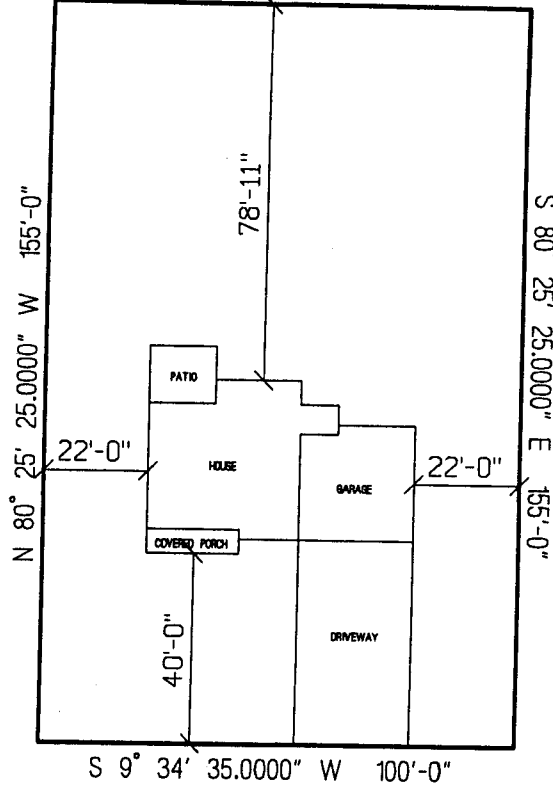 78'-11"
N 80° 25' 25.0000" W 155'-0"
S 80 25' 25.0000" E 155'-0"
PATIO
22'-0"
HOUSE
GARAGE
22'-0"
COVERED PORCH
40'-0"
DRIVEWAY
S 9° 34' 35.0000" W 100'-0"